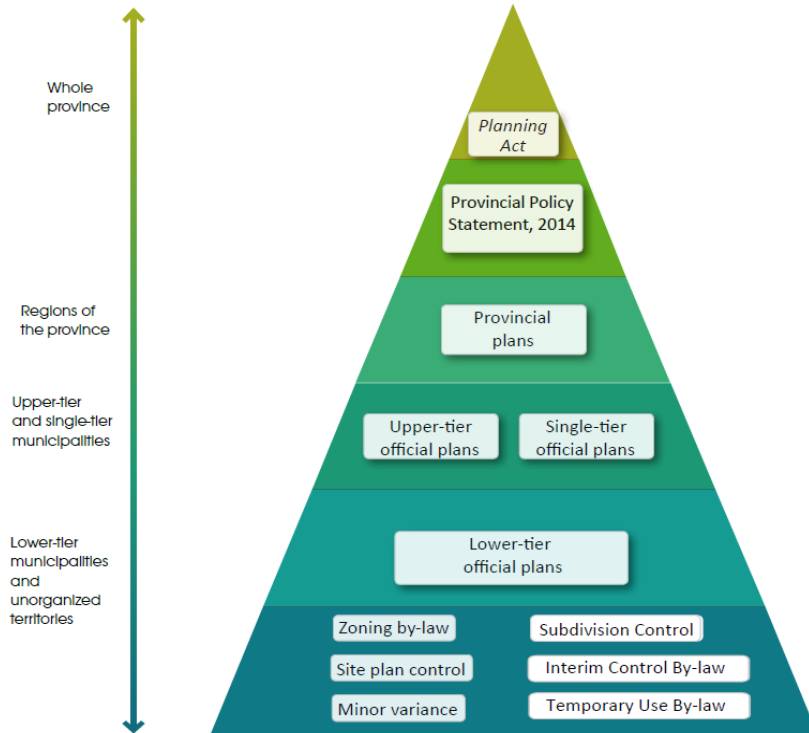 Whole
province
Planning
Act
Provincial Policy
Statement, 2014
Regions of
the province
Provincial
plans
Upper-tier
and single-tier
municipalities
Upper-tier
official plans
Single-tier
official plans
Lower-tier
municipalities
and
unorganized
territories
Lower-tier
official plans
Zoning by-law
Subdivision Control
Site plan control
Interim Control By-law
Minor variance
Temporary Use By-law